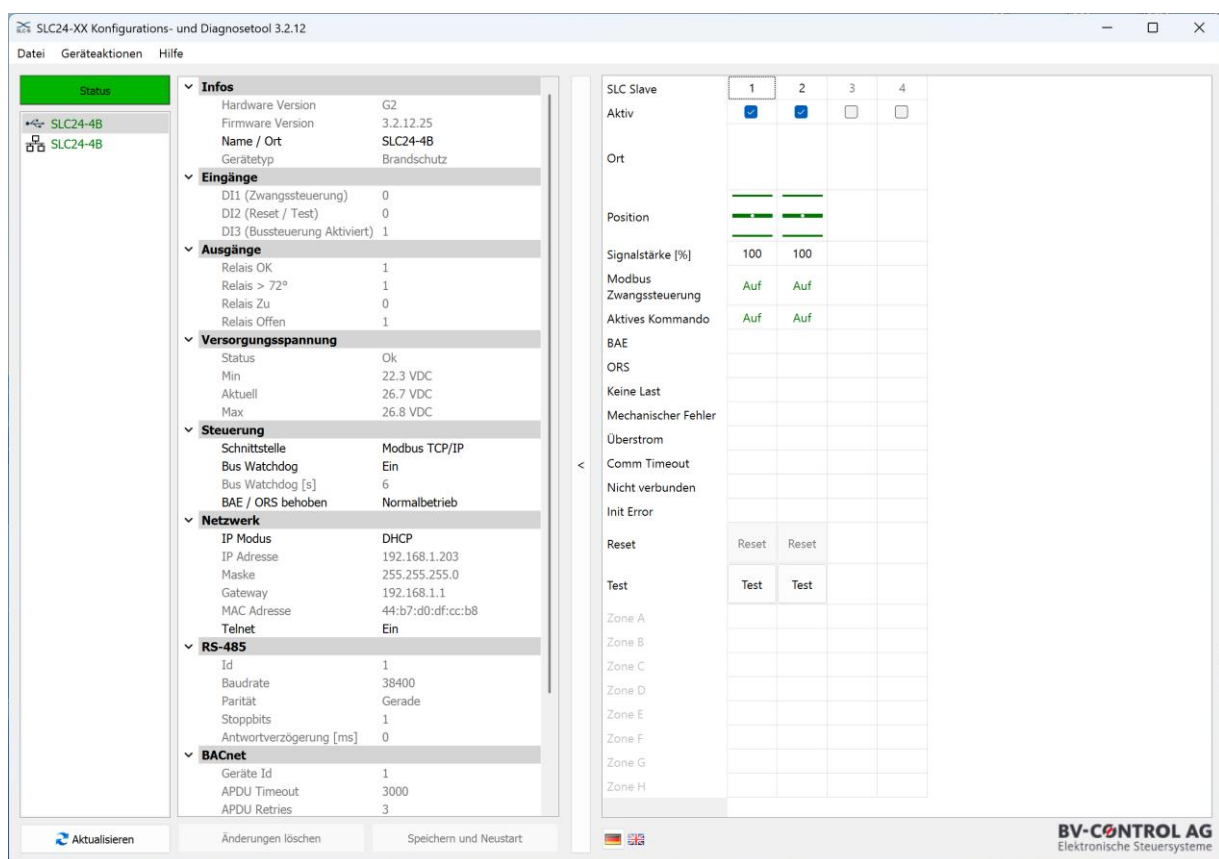 SLC24-XX Konfigurations- und Diagnosetool 3.2.12
Datei Geräteaktionen Hilfe
Status
SLC24-4B
SLC24-4B
Infos
Hardware Version G2
Firmware Version 3.2.12.25
Name / Ort SLC24-4B
Gerätetyp Brandschutz
Eingänge
DI1 (Zwangssteuerung) 0
DI2 (Reset / Test) 0
DI3 (Bussteuerung Aktiviert) 1
Ausgänge
Relais OK 1
Relais > 72° 1
Relais Zu 0
Relais Offen 1
Versorgungsspannung
Status Ok
Min 22.3 VDC
Aktuell 26.7 VDC
Max 26.8 VDC
Steuerung
Schnittstelle Modbus TCP/IP
Bus Watchdog Ein
Bus Watchdog [s] 6
BAE / ORS behoben Normalbetrieb
Netzwerk
IP Modus DHCP
IP Adresse 192.168.1.203
Maske 255.255.255.0
Gateway 192.168.1.1
MAC Adresse 44:b7:d0:df:cc:b8
Telnet Ein
RS-485
Id 1
Baudrate 38400
Parität Gerade
Stoppbits 1
Antwortverzögerung [ms] 0
BACnet
Geräte Id 1
APDU Timeout 3000
APDU Retries 3
<
SLC Slave 1 2 3 4
Aktiv
Ort
Position
Signalstärke [%] 100 100
Modbus
Zwangssteuerung Auf Auf
Aktives Kommando Auf Auf
BAE
ORS
Keine Last
Mechanischer Fehler
Überstrom
Comm Timeout
Nicht verbunden
Init Error
Reset Reset Reset
Test Test Test
Zone A
Zone B
Zone C
Zone D
Zone E
Zone F
Zone G
Zone H
Aktualisieren Änderungen löschen Speichern und Neustart
BV-CONTROL AG
Elektronische Steuersysteme